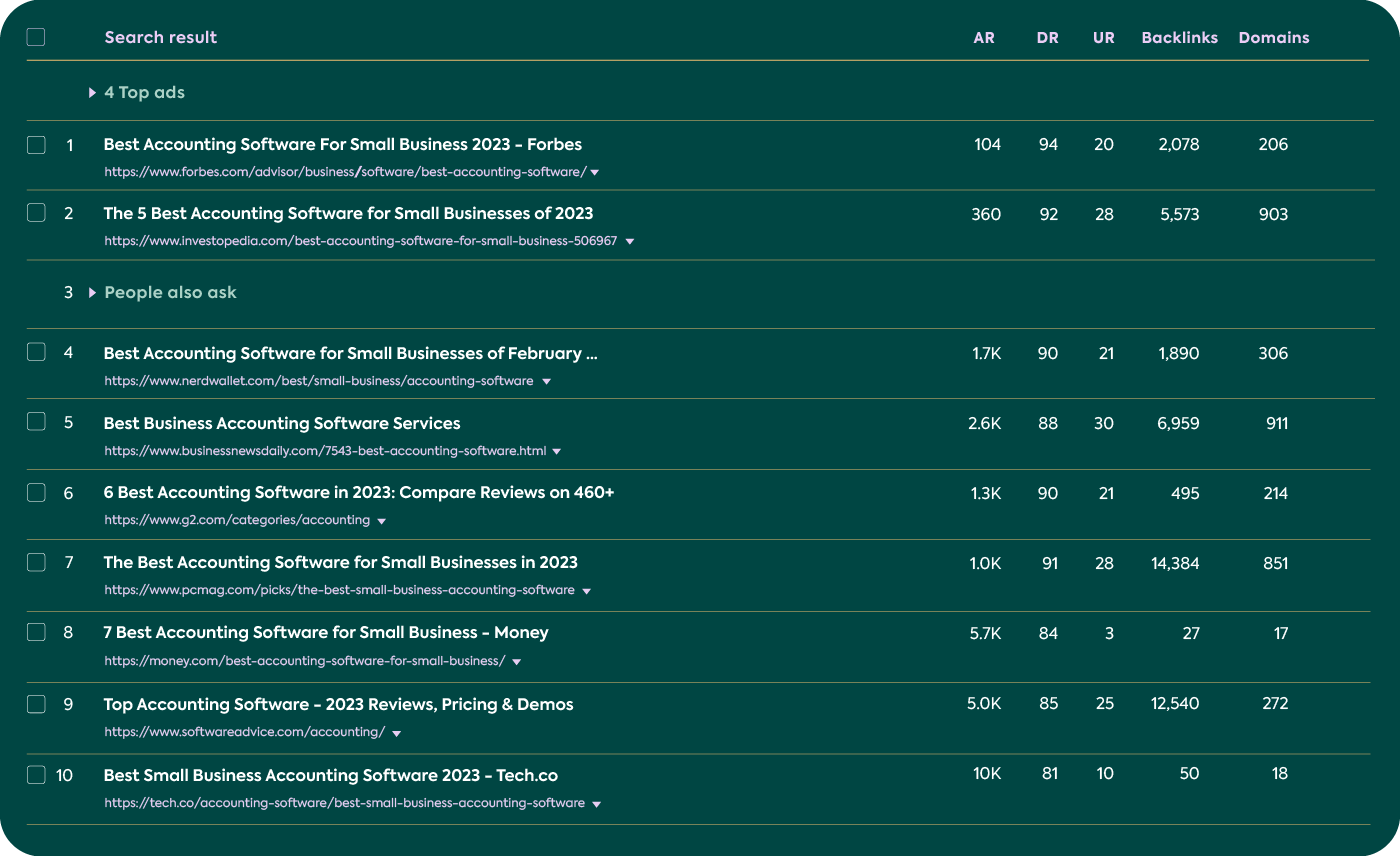 Search result AR DR UR Backlinks Domains
4 Top ads
1 Best Accounting Software For Small Business 2023 - Forbes 104 94 20 2,078 206
https://www.forbes.com/advisor/business/software/best-accounting-software/
2 The 5 Best Accounting Software for Small Businesses of 2023 360 92 28 5,573 903
https://www.investopedia.com/best-accounting-software-for-small-business-506967
3 People also ask
4 Best Accounting Software for Small Businesses of February ... 1.7K 90 21 1,890 306
https://www.nerdwallet.com/best/small-business/accounting-software
5 Best Business Accounting Software Services 2.6K 88 30 6,959 911
https://www.businessnewsdaily.com/7543-best-accounting-software.html
6 6 Best Accounting Software in 2023: Compare Reviews on 460+ 1.3K 90 21 495 214
https://www.g2.com/categories/accounting
7 The Best Accounting Software for Small Businesses in 2023 1.0K 91 28 14,384 851
https://www.pcmag.com/picks/the-best-small-business-accounting-software
8 7 Best Accounting Software for Small Business - Money 5.7K 84 3 27 17
https://money.com/best-accounting-software-for-small-business/
9 Top Accounting Software - 2023 Reviews, Pricing & Demos 5.0K 85 25 12,540 272
https://www.softwareadvice.com/accounting/
10 Best Small Business Accounting Software 2023 - Tech.co 10K 81 10 50 18
https://tech.co/accounting-software/best-small-business-accounting-software